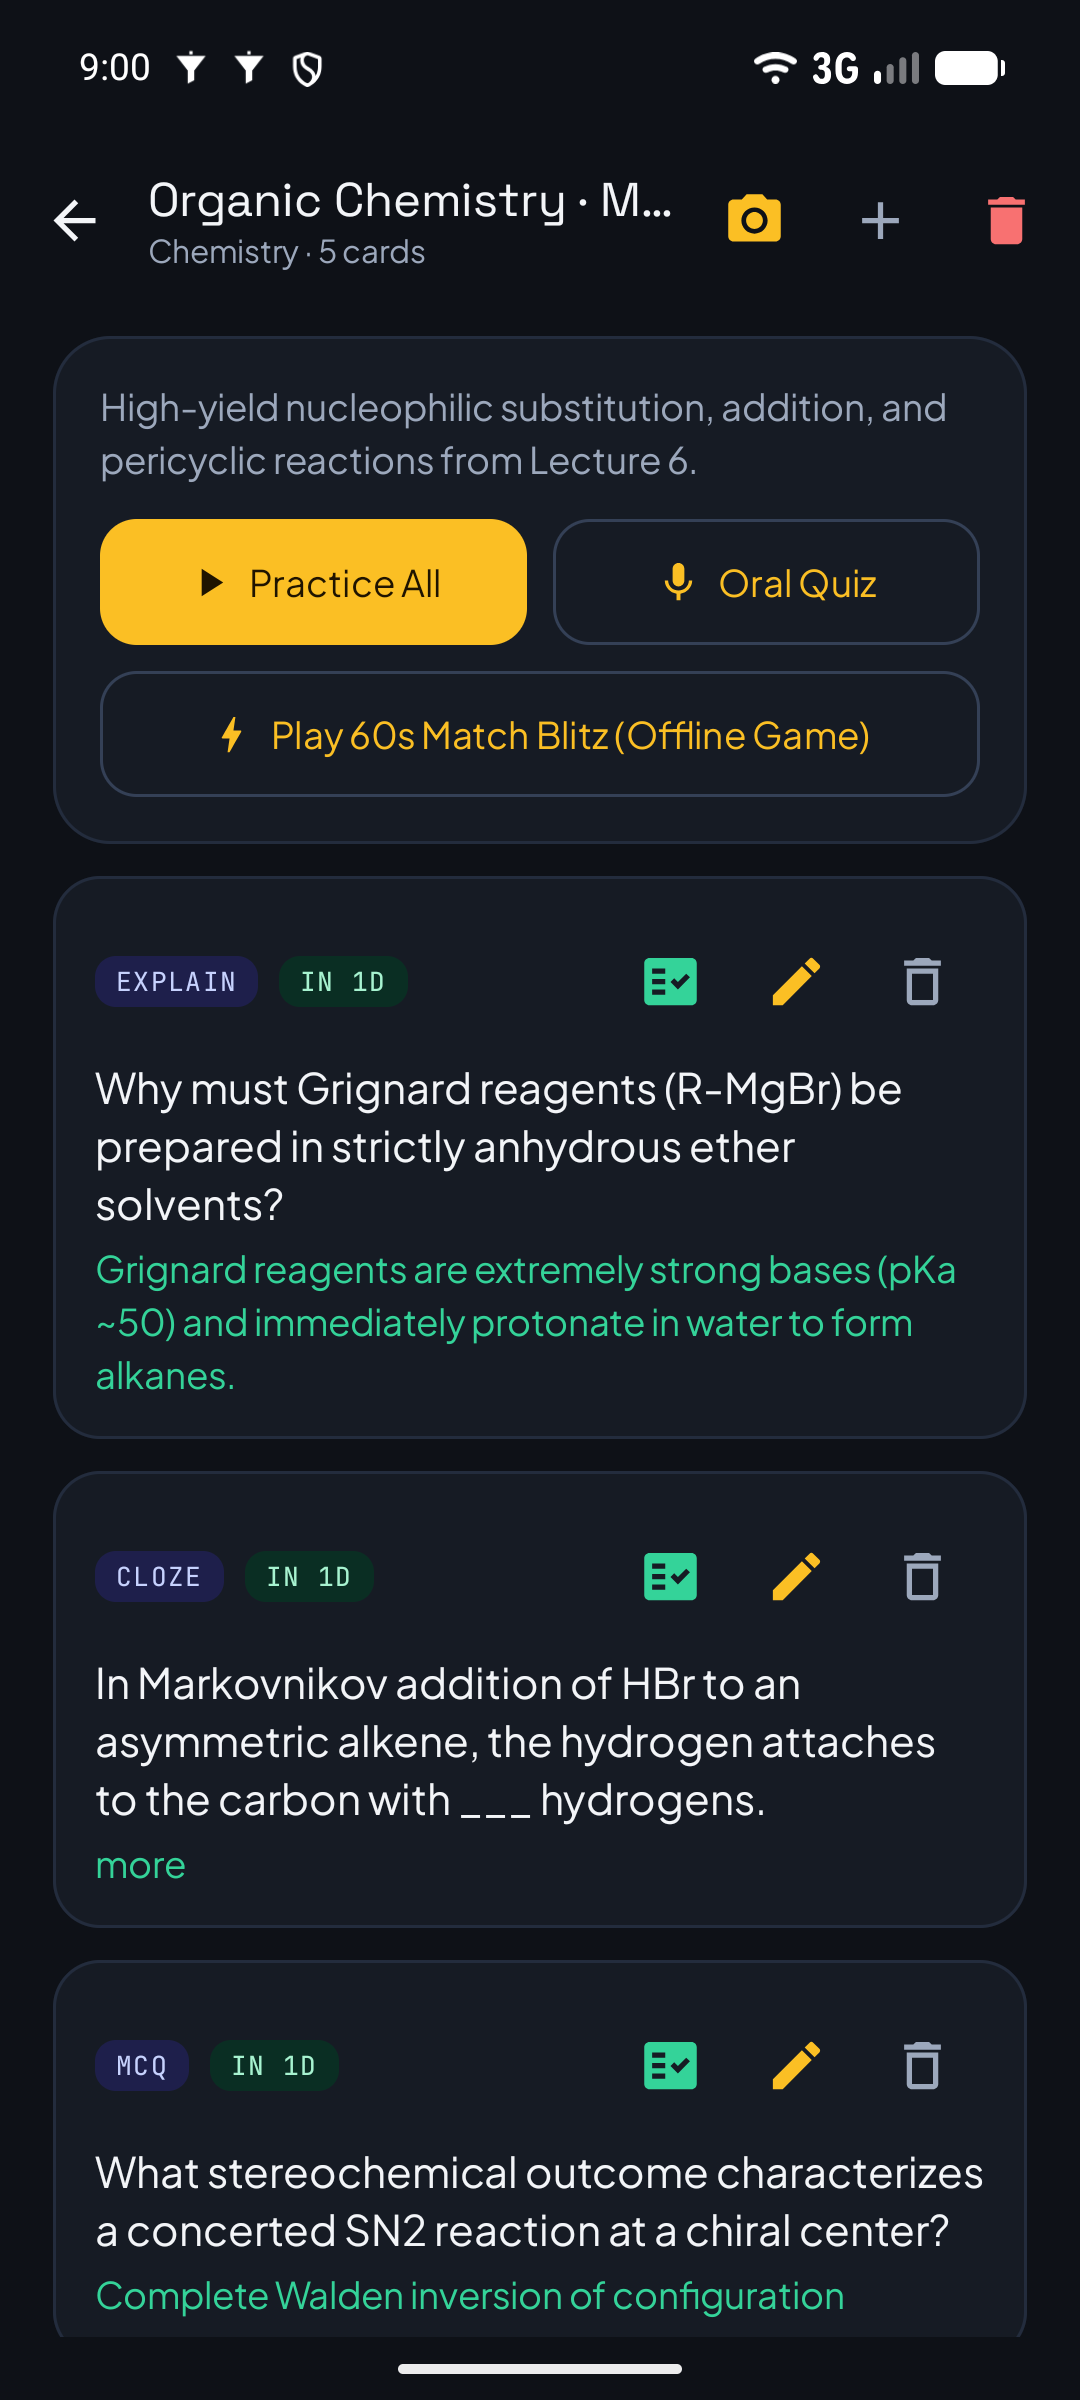 9:00
3G
Organic Chemistry · M...
Chemistry · 5 cards
High-yield nucleophilic substitution, addition, and
pericyclic reactions from Lecture 6.
Practice All
Oral Quiz
Play 60s Match Blitz (Offline Game)
EXPLAIN
IN 1D
Why must Grignard reagents (R-MgBr) be
prepared in strictly anhydrous ether
solvents?
Grignard reagents are extremely strong bases (pKa
~50) and immediately protonate in water to form
alkanes.
CLOZE
IN 1D
In Markovnikov addition of HBr to an
asymmetric alkene, the hydrogen attaches
to the carbon with ___ hydrogens.
more
MCQ
IN 1D
What stereochemical outcome characterizes
a concerted SN2 reaction at a chiral center?
Complete Walden inversion of configuration